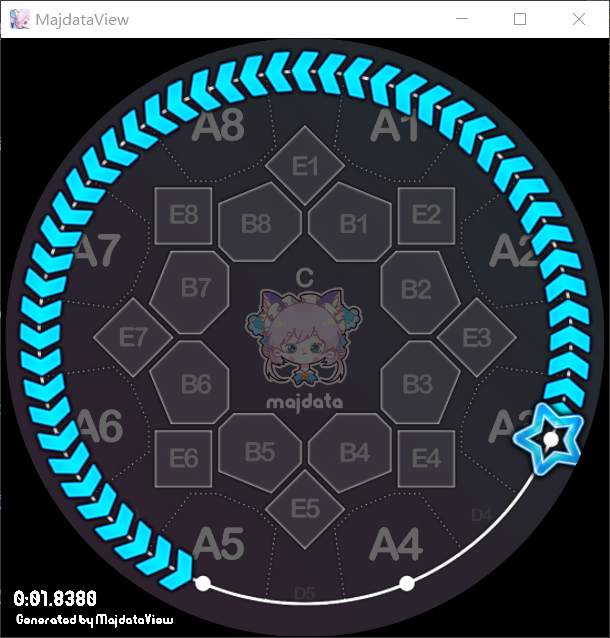 MajdataView
A8 A1
E1
E8 B8 B1 E2
A7 A2
C
B7 B2
E7 E3
majdata
B6 B3
A6 A3
E6 B5 B4 E4
E5
D4
A5 A4
D5
0:01.8380
Generated by MajdataView